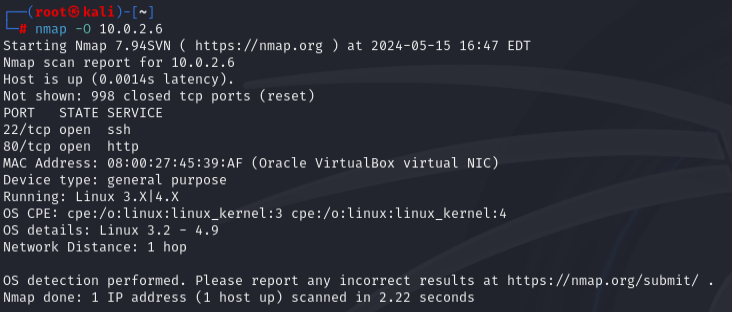 ┌──(root㉿kali)-[~]
└─# nmap -O 10.0.2.6
Starting Nmap 7.94SVN ( https://nmap.org ) at 2024-05-15 16:47 EDT
Nmap scan report for 10.0.2.6
Host is up (0.0014s latency).
Not shown: 998 closed tcp ports (reset)
PORT   STATE SERVICE
22/tcp open  ssh
80/tcp open  http
MAC Address: 08:00:27:45:39:AF (Oracle VirtualBox virtual NIC)
Device type: general purpose
Running: Linux 3.X|4.X
OS CPE: cpe:/o:linux:linux_kernel:3 cpe:/o:linux:linux_kernel:4
OS details: Linux 3.2 - 4.9
Network Distance: 1 hop

OS detection performed. Please report any incorrect results at https://nmap.org/submit/ .
Nmap done: 1 IP address (1 host up) scanned in 2.22 seconds